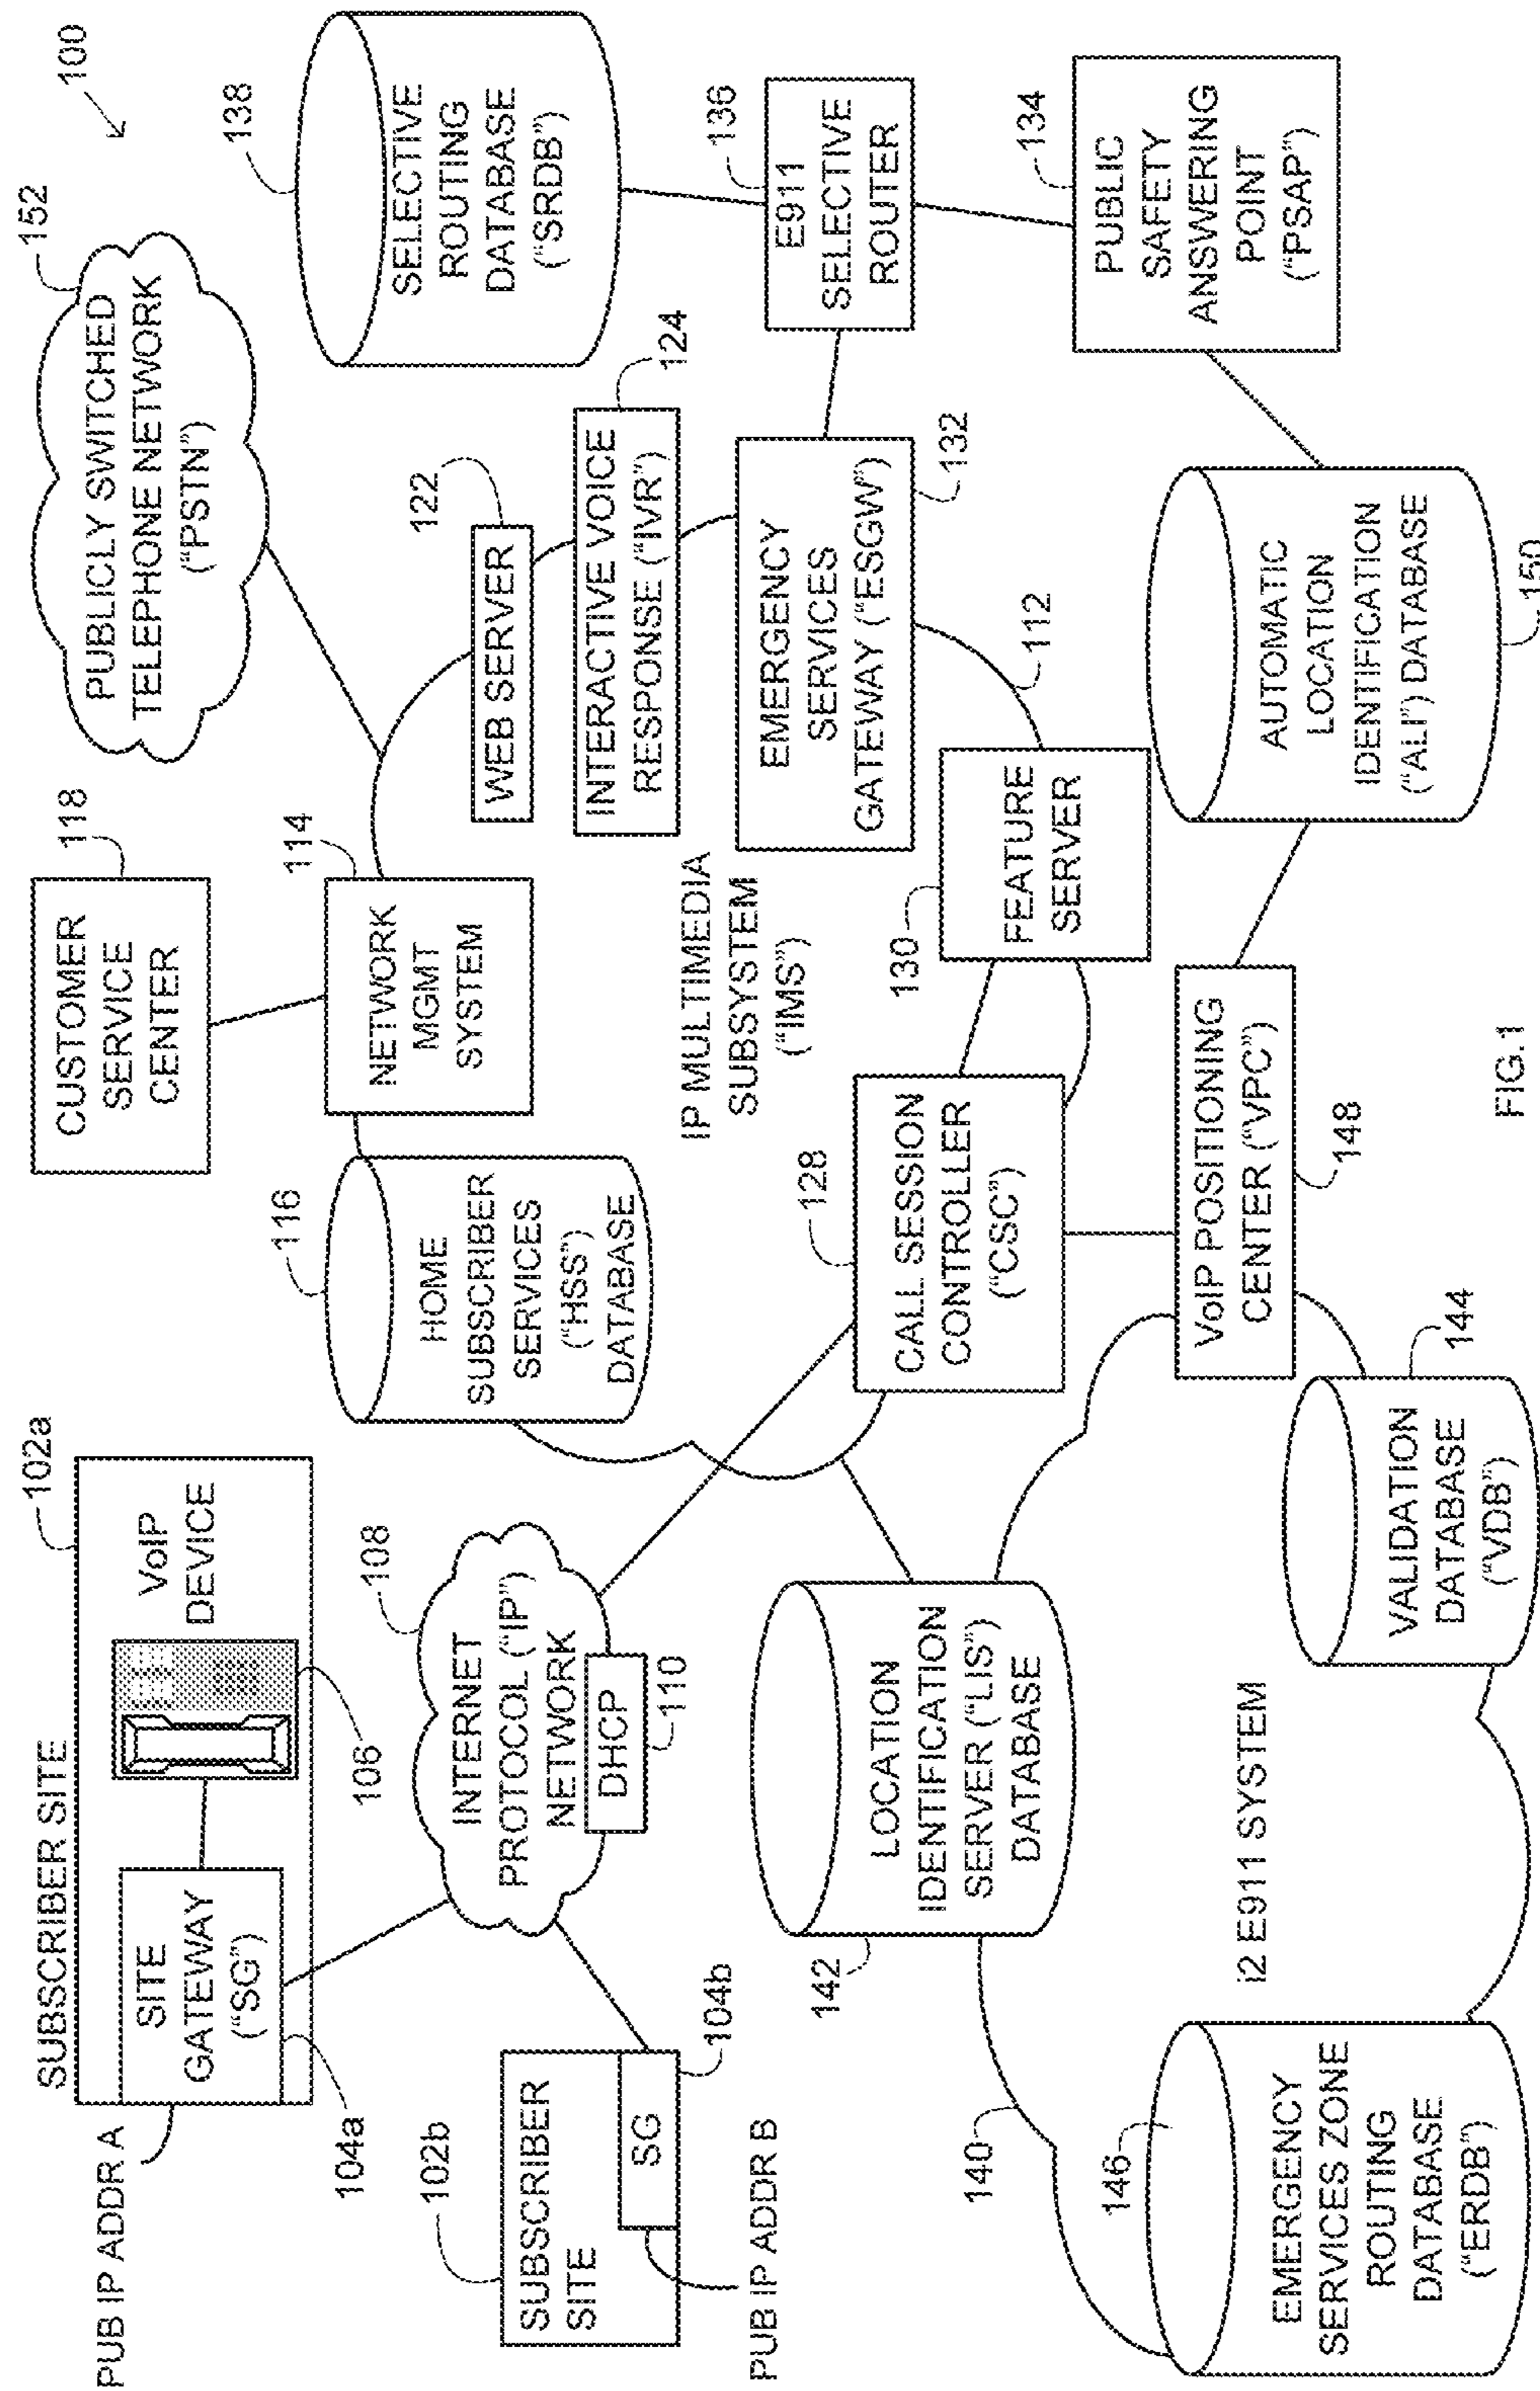 100
PUB IP ADDR A
SUBSCRIBER SITE
102a
SITE
GATEWAY
("SG")
VoIP
DEVICE
104a
106
CUSTOMER
SERVICE
CENTER
118
PUBLICLY SWITCHED
TELEPHONE NETWORK
("PSTN")
152
116
HOME
SUBSCRIBER
SERVICES
("HSS")
DATABASE
114
NETWORK
MGMT
SYSTEM
138
SELECTIVE
ROUTING
DATABASE
("SRDB")
102b
SUBSCRIBER
SITE
SG
104b
PUB IP ADDR B
108
INTERNET
PROTOCOL ("IP")
NETWORK
DHCP
110
122
WEB SERVER
INTERACTIVE VOICE
RESPONSE ("IVR")
124
IP MULTIMEDIA
SUBSYSTEM
("IMS")
EMERGENCY
SERVICES
GATEWAY ("ESGW")
132
136
E911
SELECTIVE
ROUTER
142
LOCATION
IDENTIFICATION
SERVER ("LIS")
DATABASE
128
CALL SESSION
CONTROLLER
("CSC")
130
FEATURE
SERVER
112
134
PUBLIC
SAFETY
ANSWERING
POINT
("PSAP")
140
146
EMERGENCY
SERVICES ZONE
ROUTING
DATABASE
("ERDB")
i2 E911 SYSTEM
VALIDATION
DATABASE
("VDB")
144
VoIP POSITIONING
CENTER ("VPC")
148
AUTOMATIC
LOCATION
IDENTIFICATION
("ALI") DATABASE
150
FIG.1